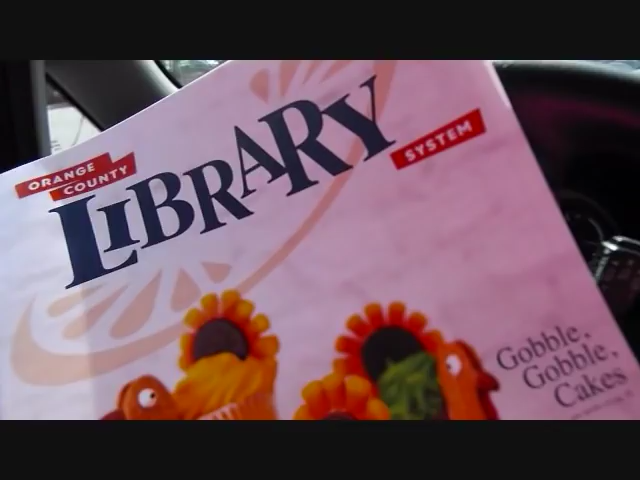 ORANGE
COUNTY
LIBRARY
SYSTEM
Gobble,
Gobble,
Cakes